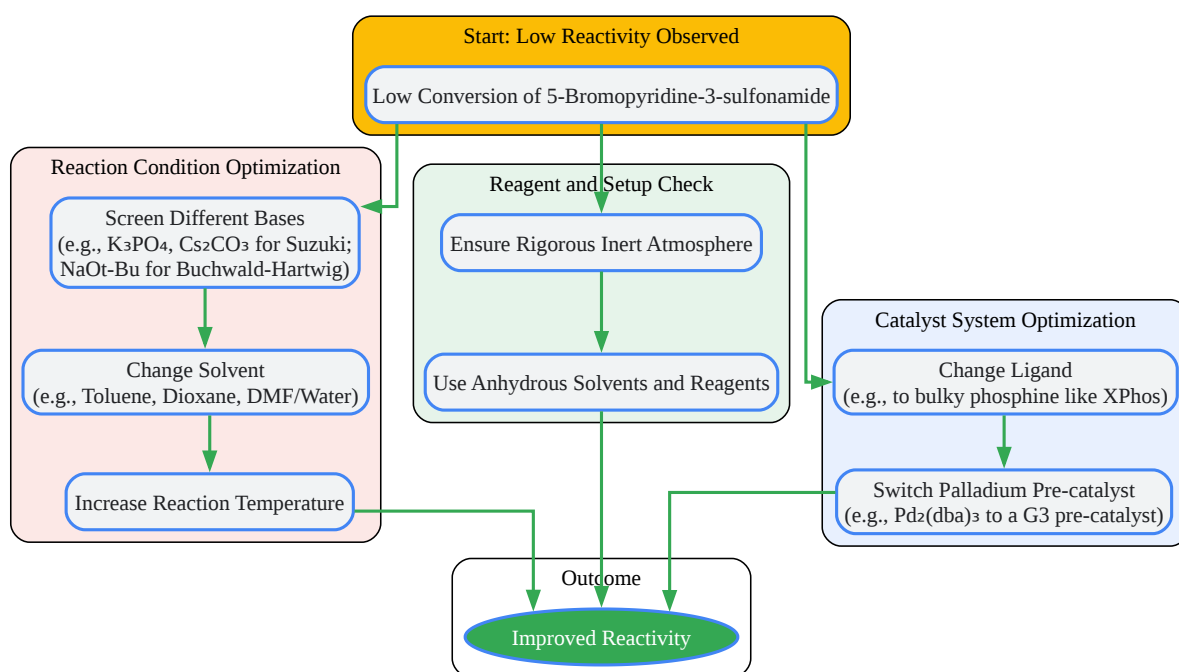 Start: Low Reactivity Observed
Low Conversion of 5-Bromopyridine-3-sulfonamide
Reaction Condition Optimization
Screen Different Bases
(e.g., K₃PO₄, Cs₂CO₃ for Suzuki;
NaOt-Bu for Buchwald-Hartwig)
Change Solvent
(e.g., Toluene, Dioxane, DMF/Water)
Increase Reaction Temperature
Reagent and Setup Check
Ensure Rigorous Inert Atmosphere
Use Anhydrous Solvents and Reagents
Catalyst System Optimization
Change Ligand
(e.g., to bulky phosphine like XPhos)
Switch Palladium Pre-catalyst
(e.g., Pd₂(dba)₃ to a G3 pre-catalyst)
Outcome
Improved Reactivity